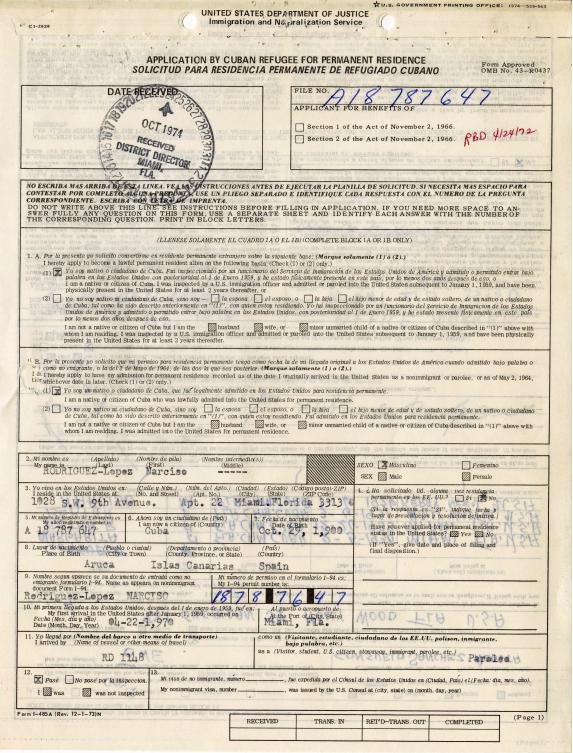 C1-2828
UNITED STATES DEPARTMENT OF JUSTICE
Immigration and Naturalization Service
☆ U.S. GOVERNMENT PRINTING OFFICE: 1974
APPLICATION BY CUBAN REFUGEE FOR PERMANENT RESIDENCE
SOLICITUD PARA RESIDENCIA PERMANENTE DE REFUGIADO CUBANO
Form Approved
OMB No. 43-R0437
DATE RECEIVED
OCT 1974
RECEIVED
DISTRICT DIRECTOR
MIAMI,
FLA.
FILE NO.
A18 787647
APPLICANT FOR BENEFITS OF
Section 1 of the Act of November 2, 1966.
Section 2 of the Act of November 2, 1966.
RBD 4/24/72
NO ESCRIBA MAS ARRIBA DE ESTA LINEA. VEA LAS INSTRUCCIONES ANTES DE EJECUTAR LA PLANILLA DE SOLICITUD. SI NECESITA MAS ESPACIO PARA
CONTESTAR POR COMPLETO ALGUNA PREGUNTA, USE UN PLIEGO SEPARADO E IDENTIFIQUE CADA RESPUESTA CON EL NUMERO DE LA PREGUNTA
CORRESPONDIENTE. ESCRIBA CON LETRA DE IMPRENTA.
DO NOT WRITE ABOVE THIS LINE. SEE INSTRUCTIONS BEFORE FILLING IN APPLICATION. IF YOU NEED MORE SPACE TO AN-
SWER FULLY ANY QUESTION ON THIS FORM, USE A SEPARATE SHEET AND IDENTIFY EACH ANSWER WITH THE NUMBER OF
THE CORRESPONDING QUESTION. PRINT IN BLOCK LETTERS.
(LLENESE SOLAMENTE EL CUADRO 1A O EL 1B) (COMPLETE BLOCK 1A OR 1B ONLY)
1. A. Por la presente yo solicito convertirme en residente permanente extranjero sobre la siguiente base: (Marque solamente (1) o (2).)
I hereby apply to become a lawful permanent resident alien on the following basis: (Check (1) or (2) only.)
(1) X Yo soy nativo o ciudadano de Cuba. Fui inspeccionado por un funcionario del Servicio de Inmigración de los Estados Unidos de América y admitido o permitido entrar bajo
palabra en los Estados Unidos con posterioridad al 1 de Enero 1959, y he estado físicamente presente en este país, por lo menos dos años después de eso.
I am a native or citizen of Cuba. I was inspected by a U.S. Immigration officer and admitted or paroled into the United States subsequent to January 1, 1959, and have been
physically present in the United States for at least 2 years thereafter.
(2) Yo no soy nativo ni ciudadano de Cuba, sino soy la esposa el esposo la hija el hijo menor de edad y de estado soltero, de un nativo o ciudadano
de Cuba, tal como ha sido descrito anteriormente en "(1)", con quien estoy residiendo. Yo he sido inspeccionado por un funcionario del Servicio de Inmigración de los Estados
Unidos de América y admitido o permitido entrar bajo palabra en los Estados Unidos, con posterioridad al 1 de Enero 1959, y he estado físicamente presente en este país
por lo menos dos años después de eso.
I am not a native or citizen of Cuba but I am the husband wife, or minor unmarried child of a native or citizen of Cuba described in "(1)" above with
whom I am residing. I was inspected by a U.S. immigration officer and admitted or paroled into the United States subsequent to January 1, 1959, and have been physically
present in the United States for at least 2 years thereafter.
B. Por la presente yo solicito que mi permiso para residencia permanente tenga como fecha la de mi llegada original a los Estados Unidos de América cuando admitido bajo palabra o
como no emigrante, o la del 2 de Mayo de 1964; de las dos la que sea posterior. (Marque solamente (1) o (2).)
I hereby apply to have my admission for permanent residence recorded as of the date I originally arrived in the United States as a nonimmigrant or parolee, or as of May 2, 1964,
whichever date is later. (Check (1) or (2) only.)
(1) Yo soy nativo o ciudadano de Cuba, que fué legalmente admitido en los Estados Unidos para residencia permanente.
I am a native or citizen of Cuba who was lawfully admitted into the United States for permanent residence.
(2) Yo no soy nativo ni ciudadano de Cuba, sino soy la esposa el esposo, o la hija el hijo menor de edad y de estado soltero, de un nativo o ciudadano
de Cuba, tal como ha sido descrito anteriormente en "(1)", con quien estoy residiendo. Fui admitido en los Estados Unidos para residencia permanente.
I am not a native or citizen of Cuba but I am the husband wife, or minor unmarried child of a native or citizen of Cuba described in "(1)" above with
whom I am residing. I was admitted into the United States for permanent residence.
2. Mi nombre es (Apellido) (Nombre de pila) (Nombre intermedio(s))
My name is (Last) (First) (Middle)
RODRIGUEZ-Lopez Narciso -----
SEXO X Masculino Femenino
SEX Male Female
3. Yo resido en los Estados Unidos en: (Calle y Núm.) (Apt. No.) (Ciudad) (Estado) (Código postal-ZIP)
I reside in the United States at: (No. and Street) (Apt. No.) (City) (State) (ZIP Code)
1028 S.W. 9th Avenue. Apt. 22 Miami.Florida 3313
4. ¿Ha solicitado Ud. alguna vez residencia
permanente en los EE. UU.? Sí No
Have you ever applied for permanent resident
status in the United States? Yes No
(If "Yes", give date and place of filing and
final disposition.)
5.
My alien registration number is
A 18 787 647
6. Ahora soy ciudadano de (País)
I am now a citizen of (Country)
Cuba
7. Fecha de nacimiento
Date of Birth
Oct. 29, 1,900
8. Lugar de nacimiento (Pueblo o ciudad) (Departamento o provincia) (País)
Place of Birth (City or Town) (County, Province, or State) (Country)
Aruca Islas Canarias Spain
9. Nombre según aparece en documento de entrada como no
emigrante formulario I-94. Name as appears on nonimmigrant
document Form I-94.
Rodriguez-Lopez NARCISO
Mi número de permiso en el formulario I-94 es:
My I-94 permit number is:
18787647
10. Mi primera llegada a los Estados Unidos, después del 1 de enero de 1959, fué en:
My first arrival in the United States after January 1, 1959, occurred on
Fecha (Mes, día y año)
Date (Month, Day, Year)
04-22-1,970
Al puerto o aeropuerto de
At the Port of (City, State)
Miami, Fla.
11. Yo llegué por (Nombre del barco u otro medio de transporte)
I arrived by (Name of vessel or other means of travel)
RD 1148
como un (Visitante, estudiante, ciudadano de los EE.UU, polison, inmigrante,
bajo palabra, etc.)
as a (Visitor, student, U.S. citizen, stowaway, immigrant, parolee, etc.)
Parolee
12. X Pasé No pasé por la inspección.
I was was not inspected
13. Mi visa de no inmigrante, número , fue expedida por el Cónsul de los Estados Unidos en (Ciudad, País) el (Fecha: día, mes, año).
My nonimmigrant visa, number , was issued by the U.S. Consul at (city, state) on (month, day, year)
Form I-485A (Rev. 12-1-73)N
(Page 1)
RECEIVED TRANS. IN RET'D-TRANS. OUT COMPLETED